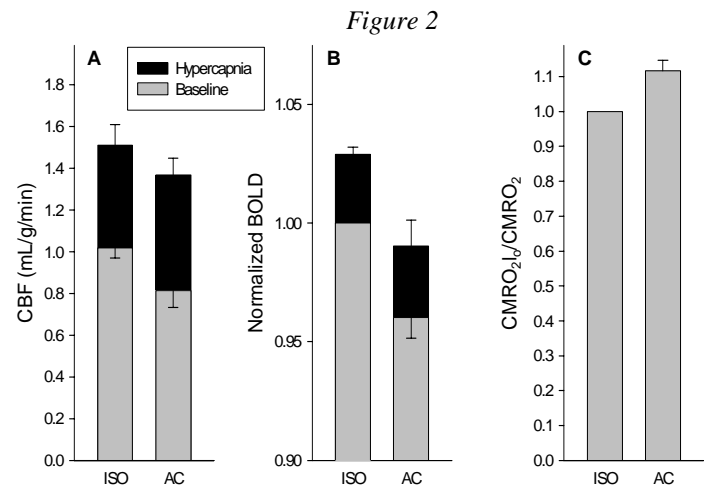 Figure 2
A
Hypercapnia
Baseline
CBF (mL/g/min)
1.8
1.6
1.4
1.2
1.0
0.8
0.6
0.4
0.2
0.0
ISO AC
B
Normalized BOLD
1.05
1.00
0.95
0.90
ISO AC
C
CMRO₂I₀/CMRO₂
1.1
1.0
0.9
0.8
0.7
0.6
0.5
0.4
0.3
0.2
0.1
0.0
ISO AC